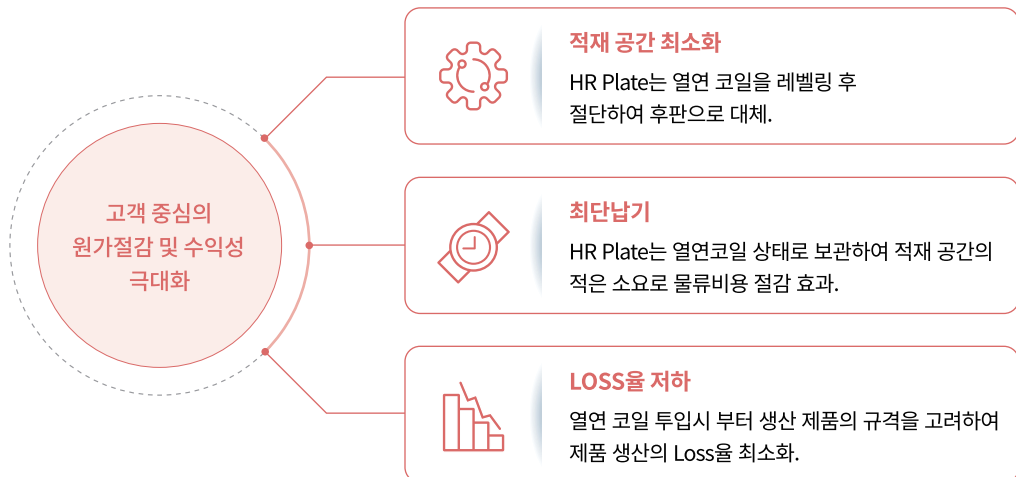 고객 중심의
원가절감 및 수익성
극대화
적재 공간 최소화
HR Plate는 열연 코일을 레벨링 후
절단하여 후판으로 대체.
최단납기
HR Plate는 열연코일 상태로 보관하여 적재 공간의
적은 소요로 물류비용 절감 효과.
LOSS율 저하
열연 코일 투입시 부터 생산 제품의 규격을 고려하여
제품 생산의 Loss율 최소화.